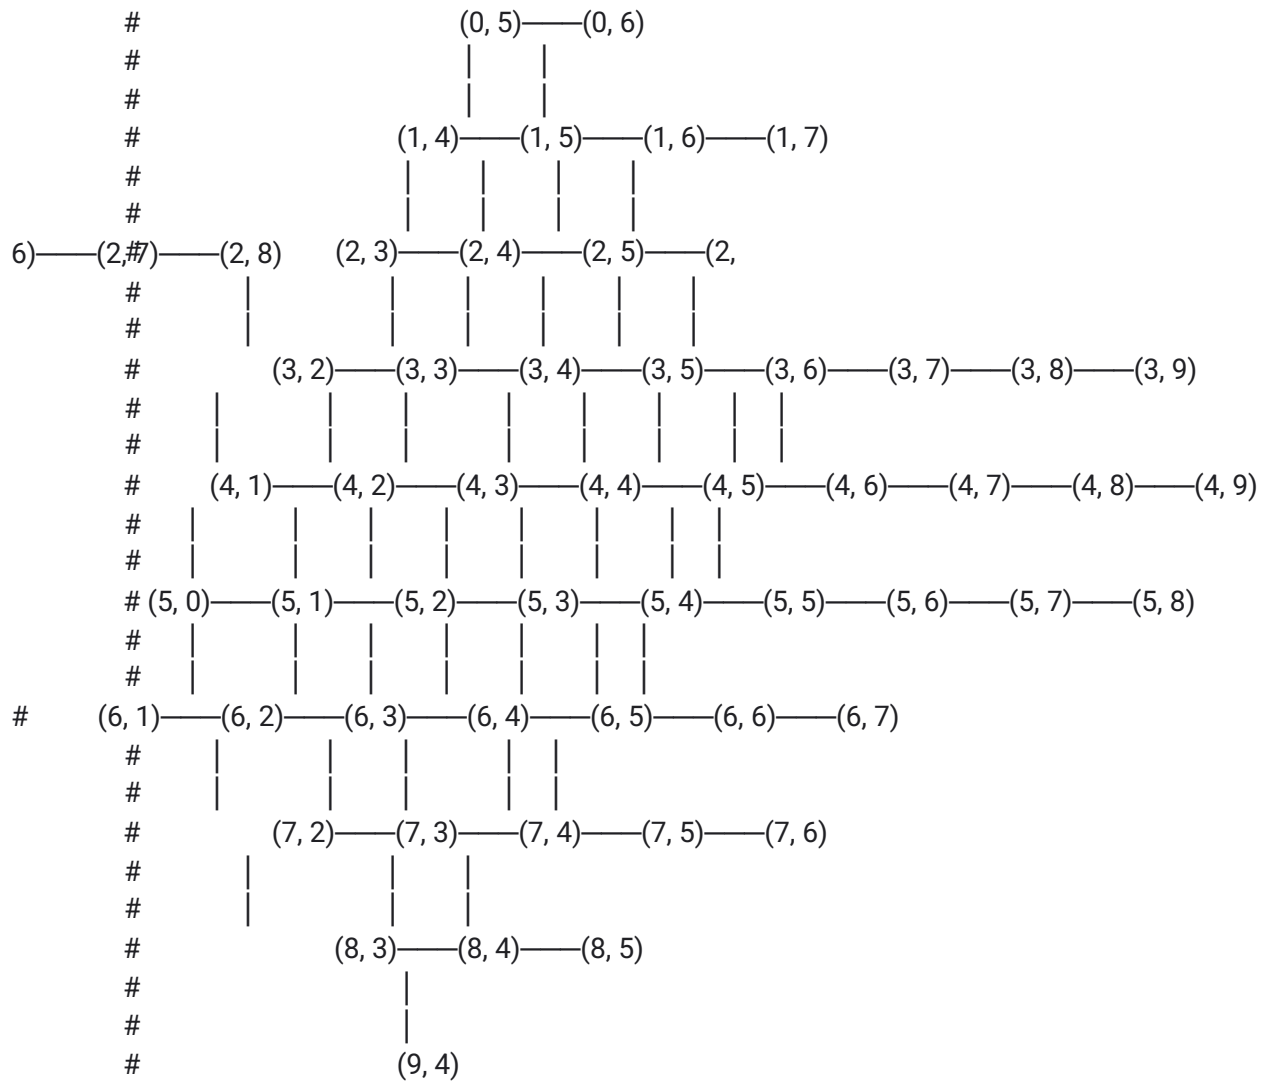 # (0, 5)───(0, 6)
# | |
# | |
# (1, 4)───(1, 5)───(1, 6)───(1, 7)
# | | | |
# | | | |
6)───(2, 7)───(2, 8) # (2, 3)───(2, 4)───(2, 5)───(2,
# | | | | | |
# | | | | | |
# (3, 2)───(3, 3)───(3, 4)───(3, 5)───(3, 6)───(3, 7)───(3, 8)───(3, 9)
# | | | | | | | |
# | | | | | | | |
# (4, 1)───(4, 2)───(4, 3)───(4, 4)───(4, 5)───(4, 6)───(4, 7)───(4, 8)───(4, 9)
# | | | | | | | |
# | | | | | | | |
# (5, 0)───(5, 1)───(5, 2)───(5, 3)───(5, 4)───(5, 5)───(5, 6)───(5, 7)───(5, 8)
# | | | | | | |
# | | | | | | |
# (6, 1)───(6, 2)───(6, 3)───(6, 4)───(6, 5)───(6, 6)───(6, 7)
# | | | | |
# | | | | |
# (7, 2)───(7, 3)───(7, 4)───(7, 5)───(7, 6)
# | | |
# | | |
# (8, 3)───(8, 4)───(8, 5)
# |
# |
# (9, 4)